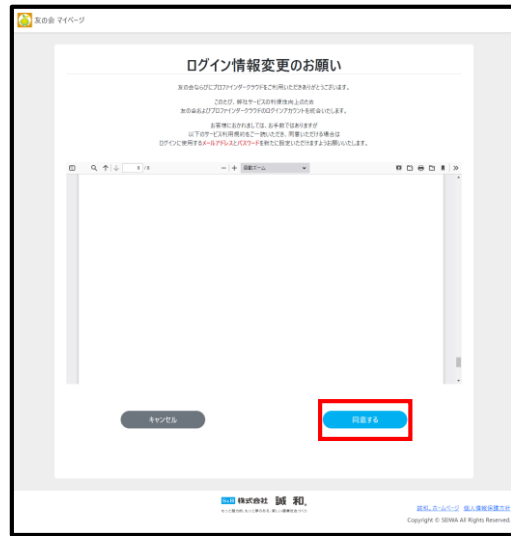 友の会 マイページ
ログイン情報変更のお願い
友の会ならびにプロファインダークラウドをご利用いただきありがとうございます。
このたび、弊社サービスの利便性向上のため
友の会およびプロファインダークラウドのログインアカウントを統合いたします。
お客様におかれましては、お手数ではありますが
以下のサービス利用規約をご一読いただき、同意いただける場合は
ログインに使用するメールアドレスとパスワードを新たに設定いただけますようお願いいたします。
自動ズーム
キャンセル
同意する
株式会社 誠 和。
誠和。ホームページ 個人情報保護方針
Copyright © SEIWA All Rights Reserved.